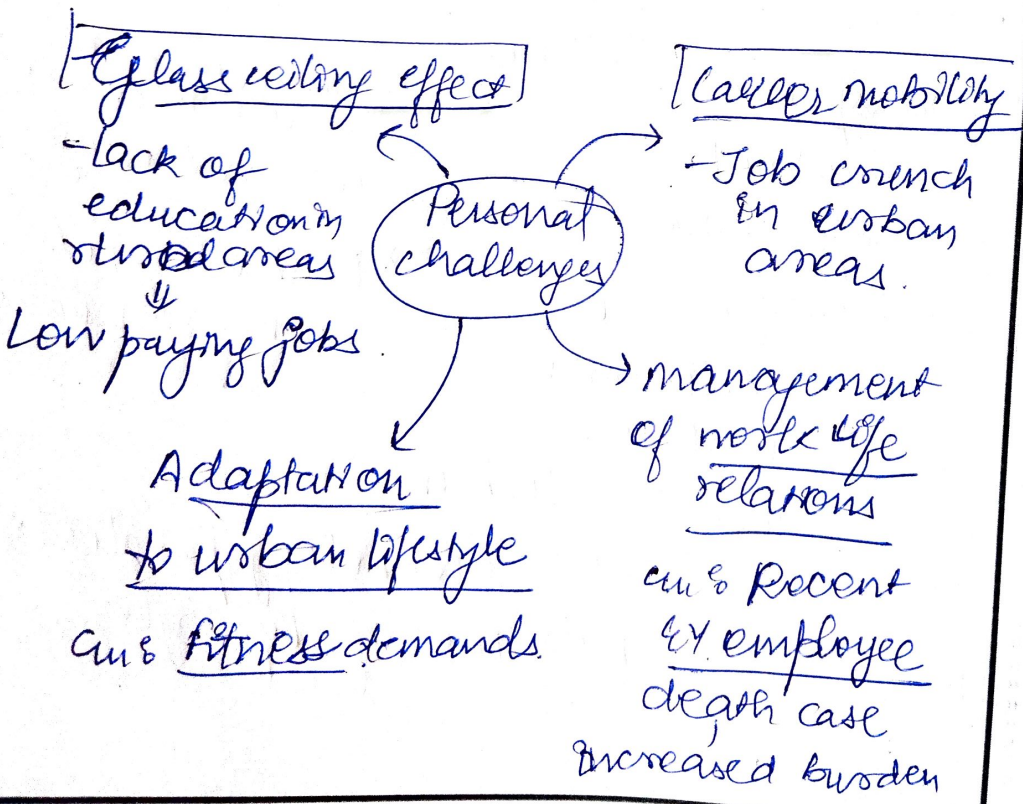 Personal
challenges
- Glass ceiling effect
- lack of
education in
rural areas
⇓
Low paying jobs.
Career mobility
- Job crunch
in urban
areas.
Adaptation
to urban lifestyle
fitness demands.
management
of work life
relations
Recent
EY employee
death case
increased burden